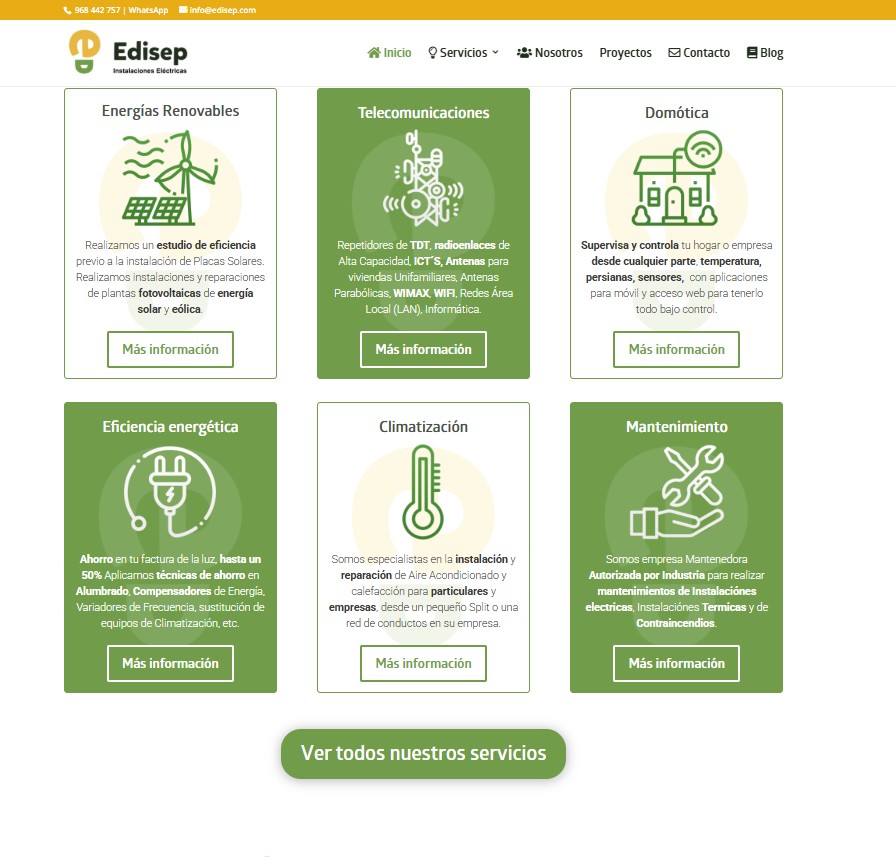 968 442 757 | WhatsApp info@edisep.com
Edisep
Instalaciones Eléctricas
Inicio Servicios Nosotros Proyectos Contacto Blog
Energías Renovables
Realizamos un estudio de eficiencia
previo a la instalación de Placas Solares.
Realizamos instalaciones y reparaciones
de plantas fotovoltaicas de energía
solar y eólica.
Más información
Telecomunicaciones
Repetidores de TDT, radioenlaces de
Alta Capacidad, ICT´S, Antenas para
viviendas Unifamiliares, Antenas
Parabólicas, WIMAX, WIFI, Redes Área
Local (LAN), Informática.
Más información
Domótica
Supervisa y controla tu hogar o empresa
desde cualquier parte, temperatura,
persianas, sensores, con aplicaciones
para móvil y acceso web para tenerlo
todo bajo control.
Más información
Eficiencia energética
Ahorro en tu factura de la luz, hasta un
50% Aplicamos técnicas de ahorro en
Alumbrado, Compensadores de Energía,
Variadores de Frecuencia, sustitución de
equipos de Climatización, etc.
Más información
Climatización
Somos especialistas en la instalación y
reparación de Aire Acondicionado y
calefacción para particulares y
empresas, desde un pequeño Split o una
red de conductos en su empresa.
Más información
Mantenimiento
Somos empresa Mantenedora
Autorizada por Industria para realizar
mantenimientos de Instalaciónes
electricas, Instalaciónes Termicas y de
Contraincendios.
Más información
Ver todos nuestros servicios